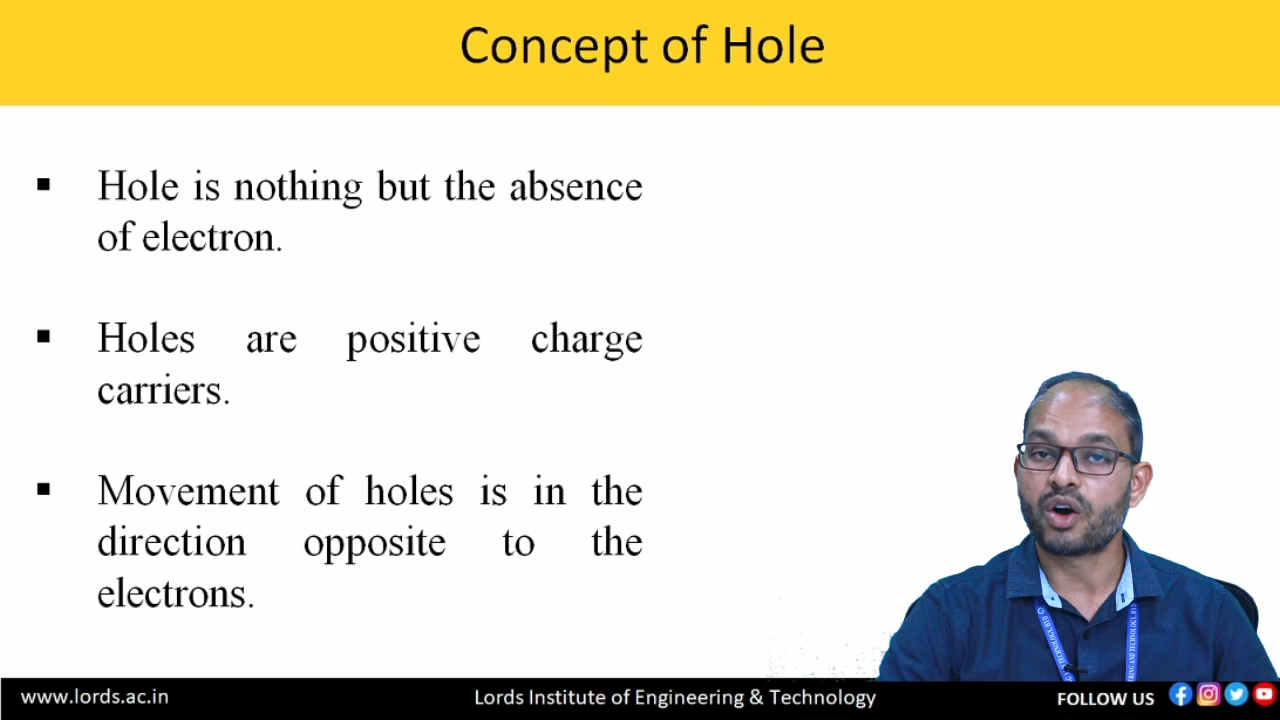 Concept of Hole
▪ Hole is nothing but the absence
of electron.
▪ Holes are positive charge
carriers.
▪ Movement of holes is in the
direction opposite to the
electrons.
www.lords.ac.in
Lords Institute of Engineering & Technology
FOLLOW US